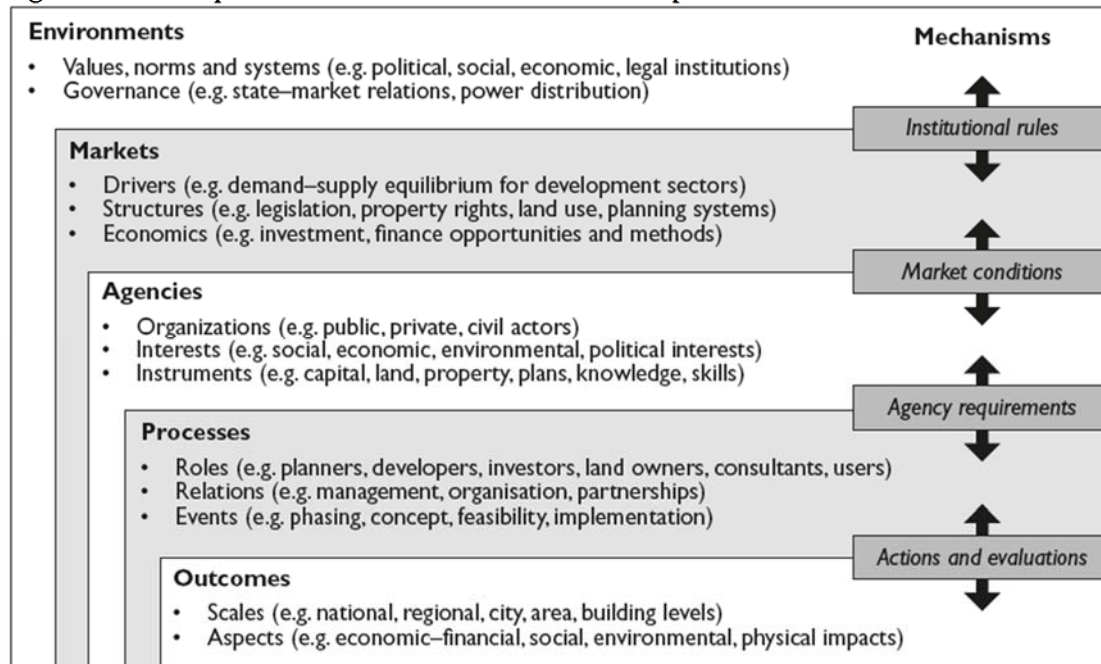 Environments
• Values, norms and systems (e.g. political, social, economic, legal institutions)
• Governance (e.g. state–market relations, power distribution)
Mechanisms
Institutional rules
Markets
• Drivers (e.g. demand–supply equilibrium for development sectors)
• Structures (e.g. legislation, property rights, land use, planning systems)
• Economics (e.g. investment, finance opportunities and methods)
Market conditions
Agencies
• Organizations (e.g. public, private, civil actors)
• Interests (e.g. social, economic, environmental, political interests)
• Instruments (e.g. capital, land, property, plans, knowledge, skills)
Agency requirements
Processes
• Roles (e.g. planners, developers, investors, land owners, consultants, users)
• Relations (e.g. management, organisation, partnerships)
• Events (e.g. phasing, concept, feasibility, implementation)
Actions and evaluations
Outcomes
• Scales (e.g. national, regional, city, area, building levels)
• Aspects (e.g. economic–financial, social, environmental, physical impacts)